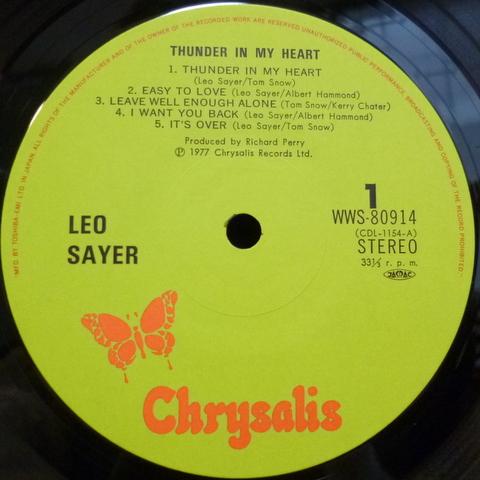 ALL RIGHTS OF THE MANUFACTURER AND OF THE OWNER OF THE RECORDED WORK ARE RESERVED UNAUTHORIZED PUBLIC PERFORMANCE, BROADCASTING AND COPYING OF THE RECORD PROHIBITED.
THUNDER IN MY HEART
1. THUNDER IN MY HEART
(Leo Sayer/Tom Snow)
2. EASY TO LOVE (Leo Sayer/Albert Hammond)
3. LEAVE WELL ENOUGH ALONE (Tom Snow/Kerry Chater)
4. I WANT YOU BACK (Leo Sayer/Albert Hammond)
5. IT'S OVER (Leo Sayer/Tom Snow)
Produced by Richard Perry
℗ 1977 Chrysalis Records Ltd.
1
WWS-80914
(CDL-1154-A)
STEREO
33⅓ r. p. m.
LEO
SAYER
Chrysalis
MFD. BY TOSHIBA-EMI LTD. IN JAPAN.